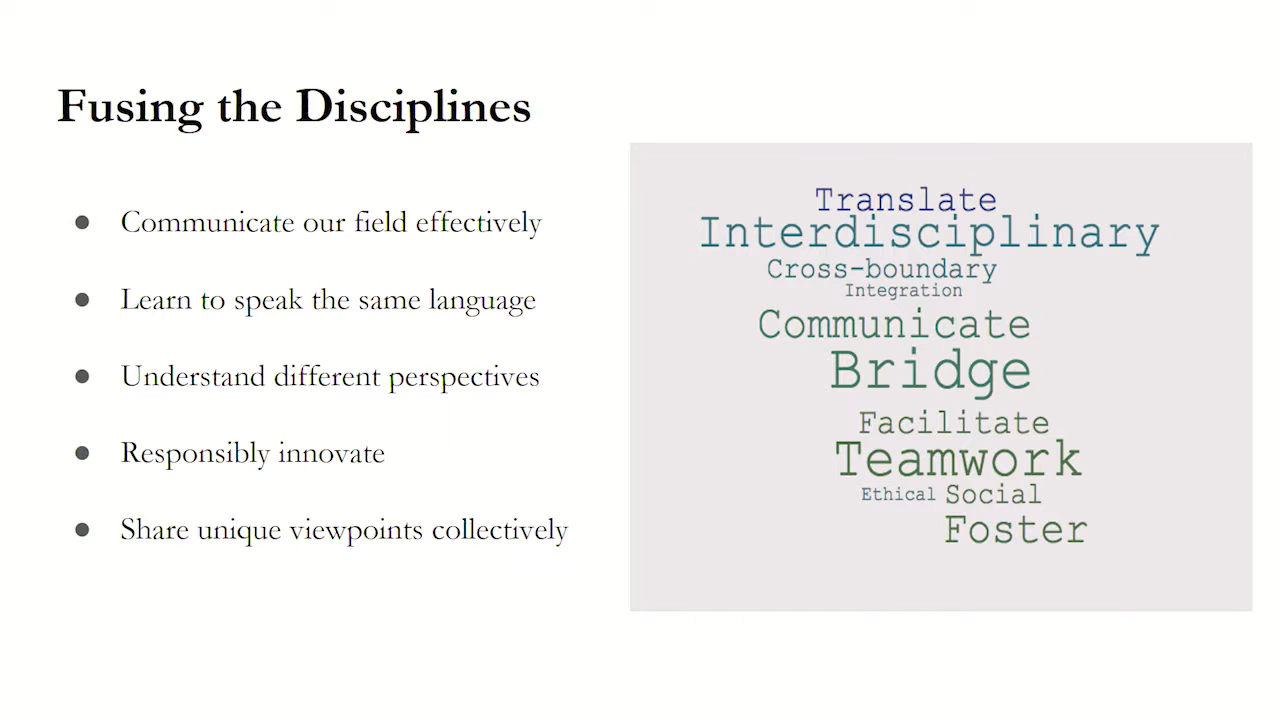 Fusing the Disciplines
Communicate our field effectively
Learn to speak the same language
Understand different perspectives
Responsibly innovate
Share unique viewpoints collectively
Translate
Interdisciplinary
Cross-boundary
Integration
Communicate
Bridge
Facilitate
Teamwork
Ethical Social
Foster